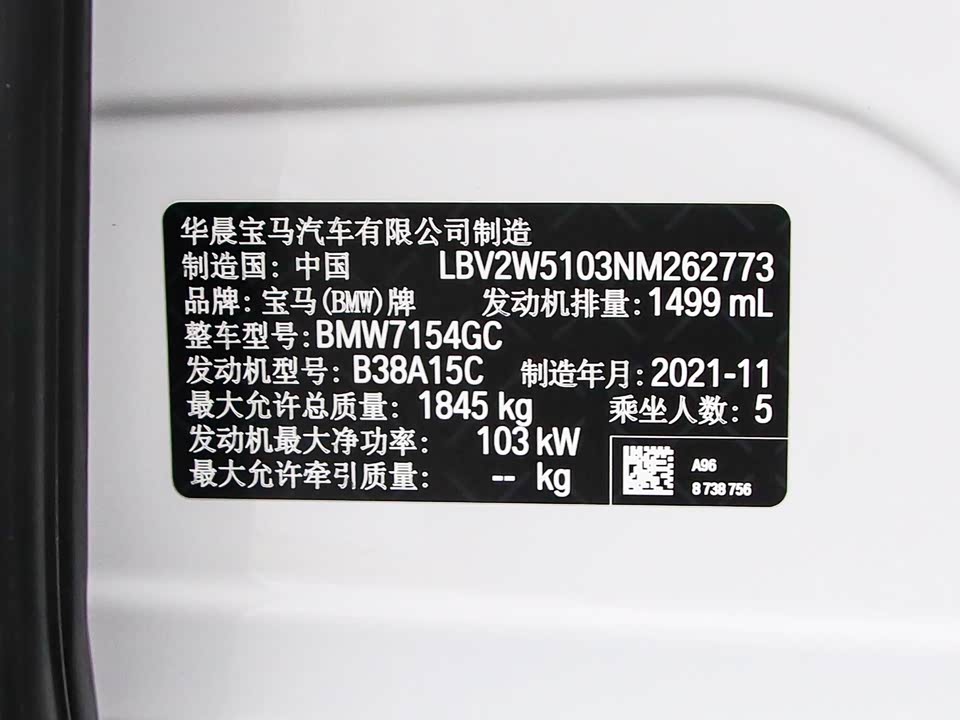 华晨宝马汽车有限公司制造
制造国：中国 LBV2W5103NM262773
品牌：宝马(BMW)牌 发动机排量：1499 mL
整车型号：BMW7154GC
发动机型号：B38A15C 制造年月：2021-11
最大允许总质量：1845 kg 乘坐人数：5
发动机最大净功率：103 kW
最大允许牵引质量：-- kg
A96
8 738 756